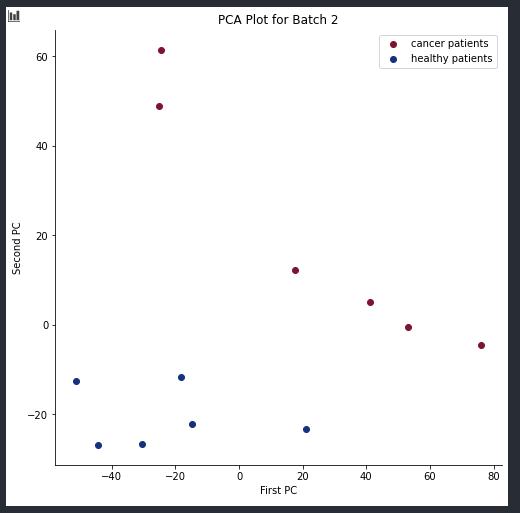 PCA Plot for Batch 2
cancer patients
healthy patients
60
40
20
0
−20
Second PC
−40
−20
0
20
40
60
80
First PC